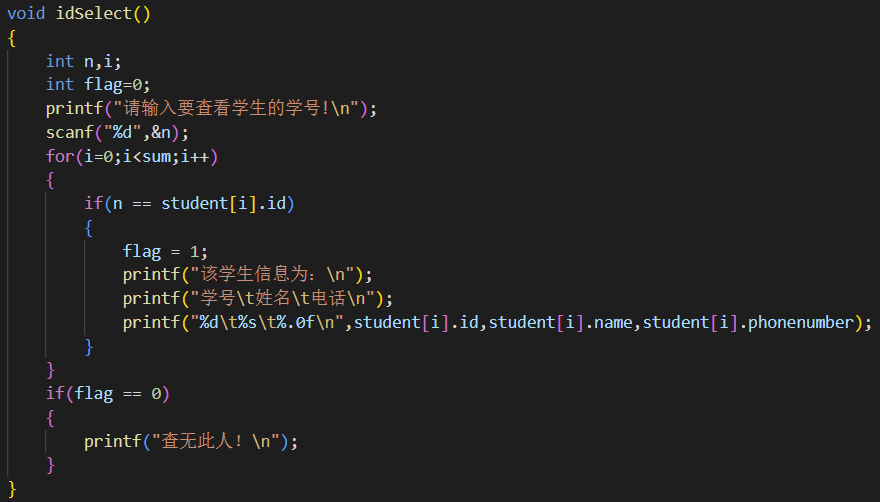 void idSelect()
{
    int n,i;
    int flag=0;
    printf("请输入要查看学生的学号!\n");
    scanf("%d",&n);
    for(i=0;i<sum;i++)
    {
        if(n == student[i].id)
        {
            flag = 1;
            printf("该学生信息为：\n");
            printf("学号\t姓名\t电话\n");
            printf("%d\t%s\t%.0f\n",student[i].id,student[i].name,student[i].phonenumber);
        }
    }
    if(flag == 0)
    {
        printf("查无此人！\n");
    }
}